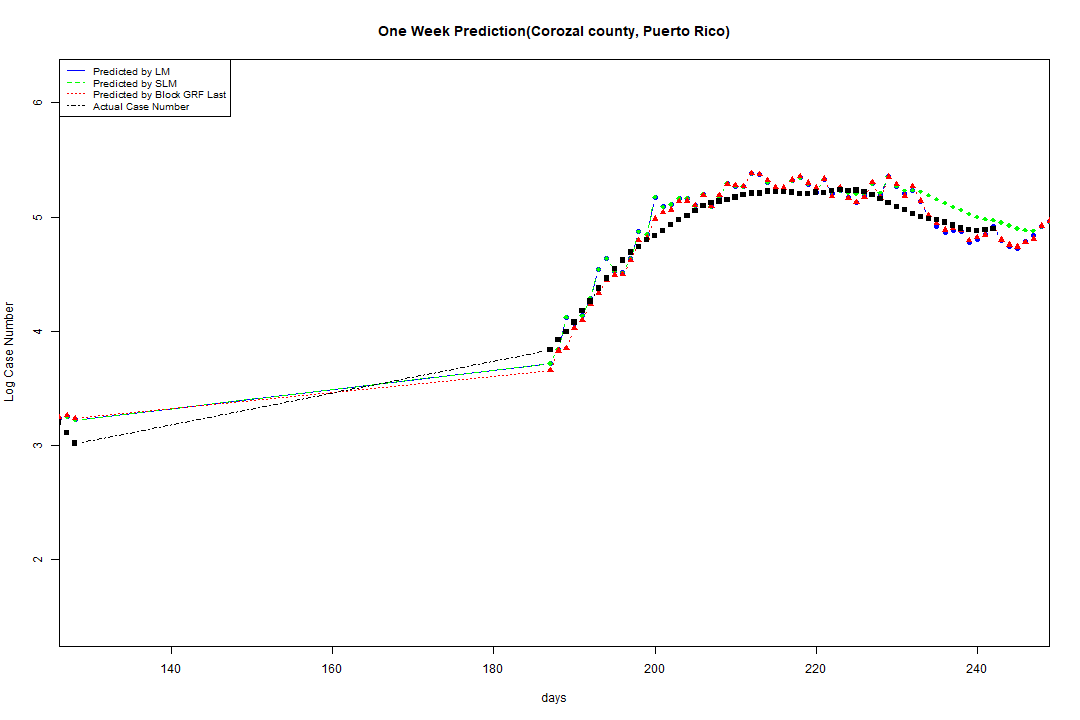 One Week Prediction(Corozal county, Puerto Rico)
Predicted by LM
Predicted by SLM
Predicted by Block GRF Last
Actual Case Number
6
5
4
3
2
Log Case Number
140 160 180 200 220 240
days